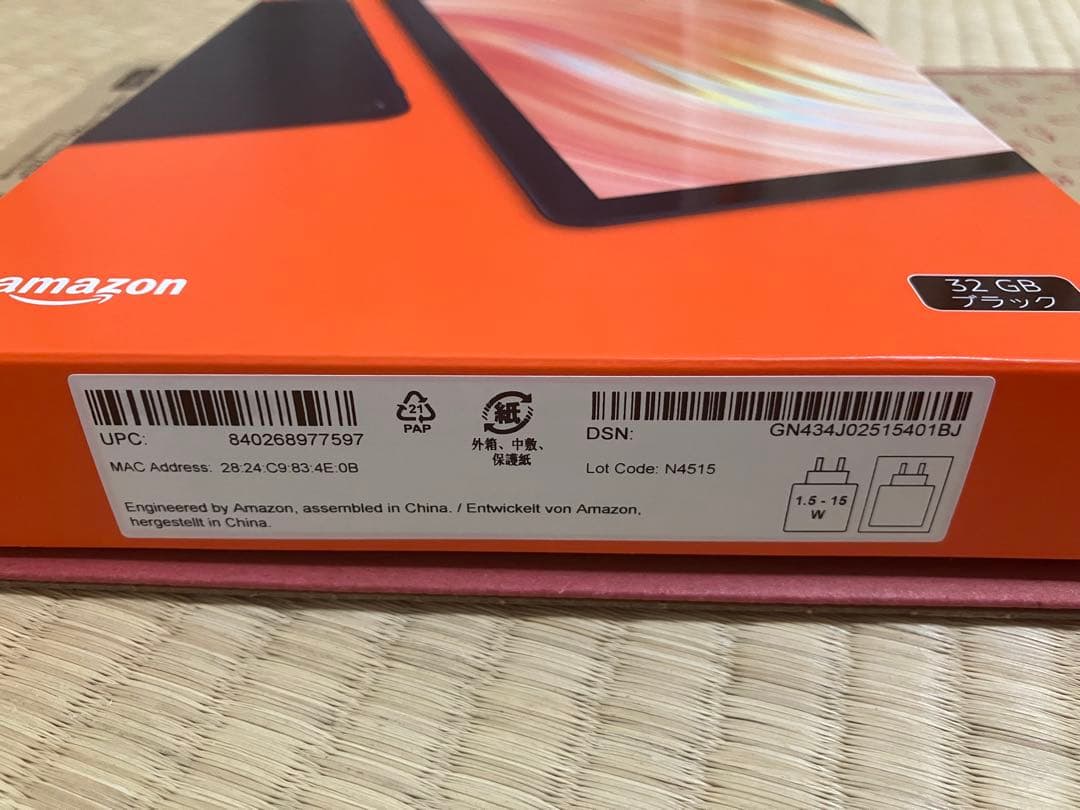 amazon
32 GB
ブラック
UPC: 840268977597
MAC Address: 28:24:C9:83:4E:0B
21
PAP
紙
外箱、中敷、
保護紙
DSN: GN434J02515401BJ
Lot Code: N4515
1.5 - 15
W
Engineered by Amazon, assembled in China. / Entwickelt von Amazon,
hergestellt in China.